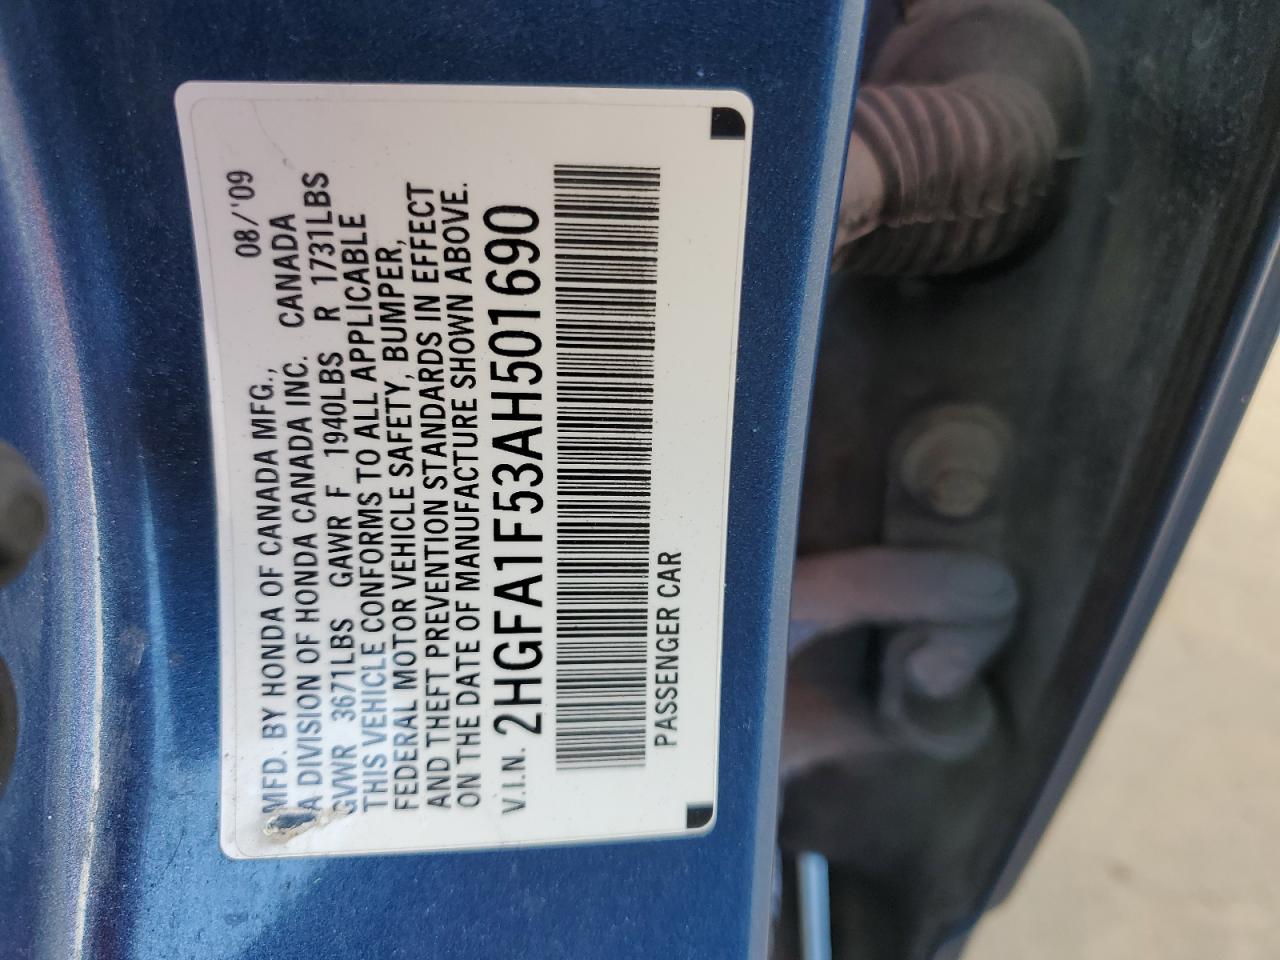 MFD. BY HONDA OF CANADA MFG., 08/'09
A DIVISION OF HONDA CANADA INC. CANADA
GVWR 3671LBS GAWR F 1940LBS R 1731LBS
THIS VEHICLE CONFORMS TO ALL APPLICABLE
FEDERAL MOTOR VEHICLE SAFETY, BUMPER,
AND THEFT PREVENTION STANDARDS IN EFFECT
ON THE DATE OF MANUFACTURE SHOWN ABOVE.
V.I.N. 2HGFA1F53AH501690
PASSENGER CAR